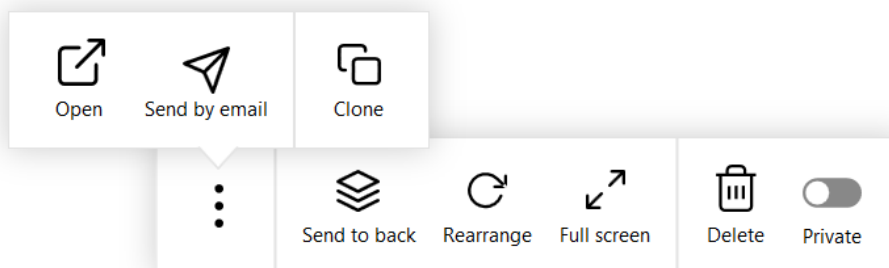 Open
Send by email
Clone
Send to back
Rearrange
Full screen
Delete
Private